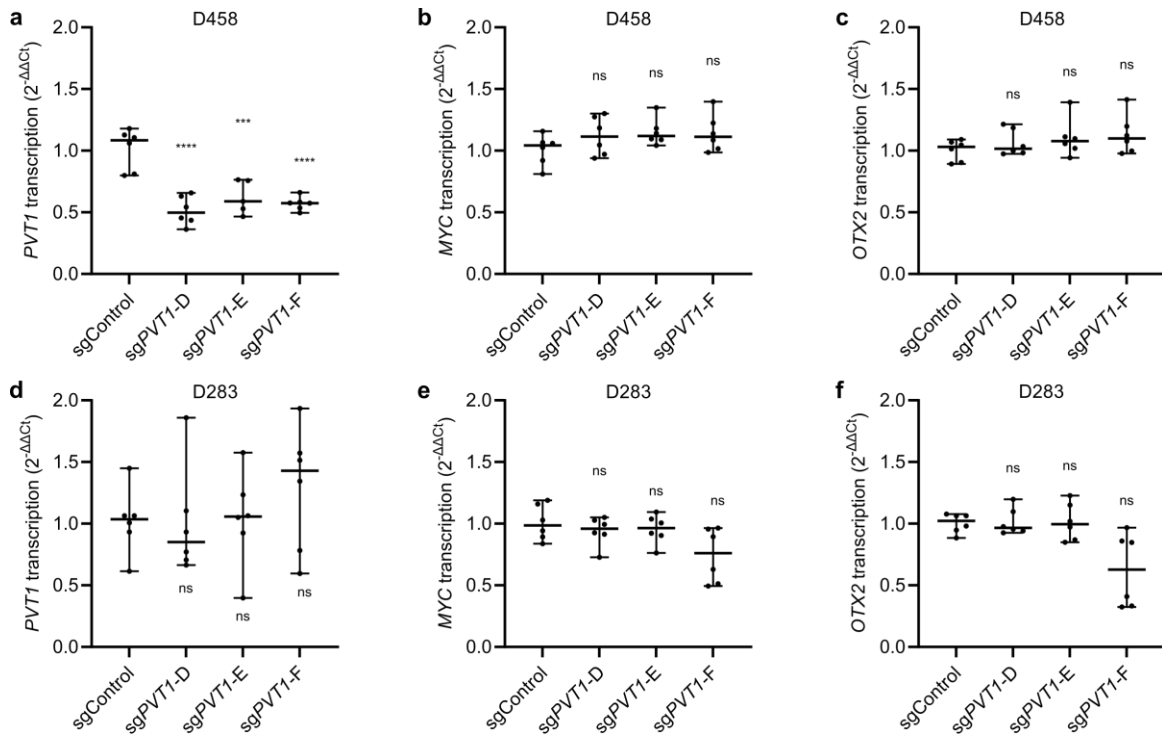 a
D458
PVT1 transcription (2-ΔΔCt)
2.0
1.5
1.0
0.5
0.0
****
***
****
sgControl
sgPVT1-D
sgPVT1-E
sgPVT1-F
b
D458
MYC transcription (2-ΔΔCt)
2.0
1.5
1.0
0.5
0.0
ns
ns
ns
sgControl
sgPVT1-D
sgPVT1-E
sgPVT1-F
c
D458
OTX2 transcription (2-ΔΔCt)
2.0
1.5
1.0
0.5
0.0
ns
ns
ns
sgControl
sgPVT1-D
sgPVT1-E
sgPVT1-F
d
D283
PVT1 transcription (2-ΔΔCt)
2.0
1.5
1.0
0.5
0.0
ns
ns
ns
sgControl
sgPVT1-D
sgPVT1-E
sgPVT1-F
e
D283
MYC transcription (2-ΔΔCt)
2.0
1.5
1.0
0.5
0.0
ns
ns
ns
sgControl
sgPVT1-D
sgPVT1-E
sgPVT1-F
f
D283
OTX2 transcription (2-ΔΔCt)
2.0
1.5
1.0
0.5
0.0
ns
ns
ns
sgControl
sgPVT1-D
sgPVT1-E
sgPVT1-F